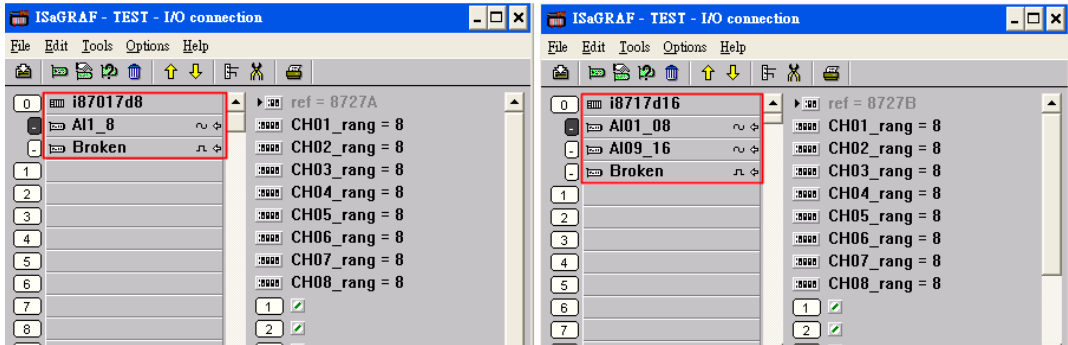 ISaGRAF - TEST - I/O connection
File Edit Tools Options Help
0 i87017d8
AI1_8
Broken
1
2
3
4
5
6
7
8
ref = 8727A
CH01_rang = 8
CH02_rang = 8
CH03_rang = 8
CH04_rang = 8
CH05_rang = 8
CH06_rang = 8
CH07_rang = 8
CH08_rang = 8
1
2
ISaGRAF - TEST - I/O connection
File Edit Tools Options Help
0 i8717d16
AI01_08
AI09_16
Broken
1
2
3
4
5
6
7
ref = 8727B
CH01_rang = 8
CH02_rang = 8
CH03_rang = 8
CH04_rang = 8
CH05_rang = 8
CH06_rang = 8
CH07_rang = 8
CH08_rang = 8
1
2